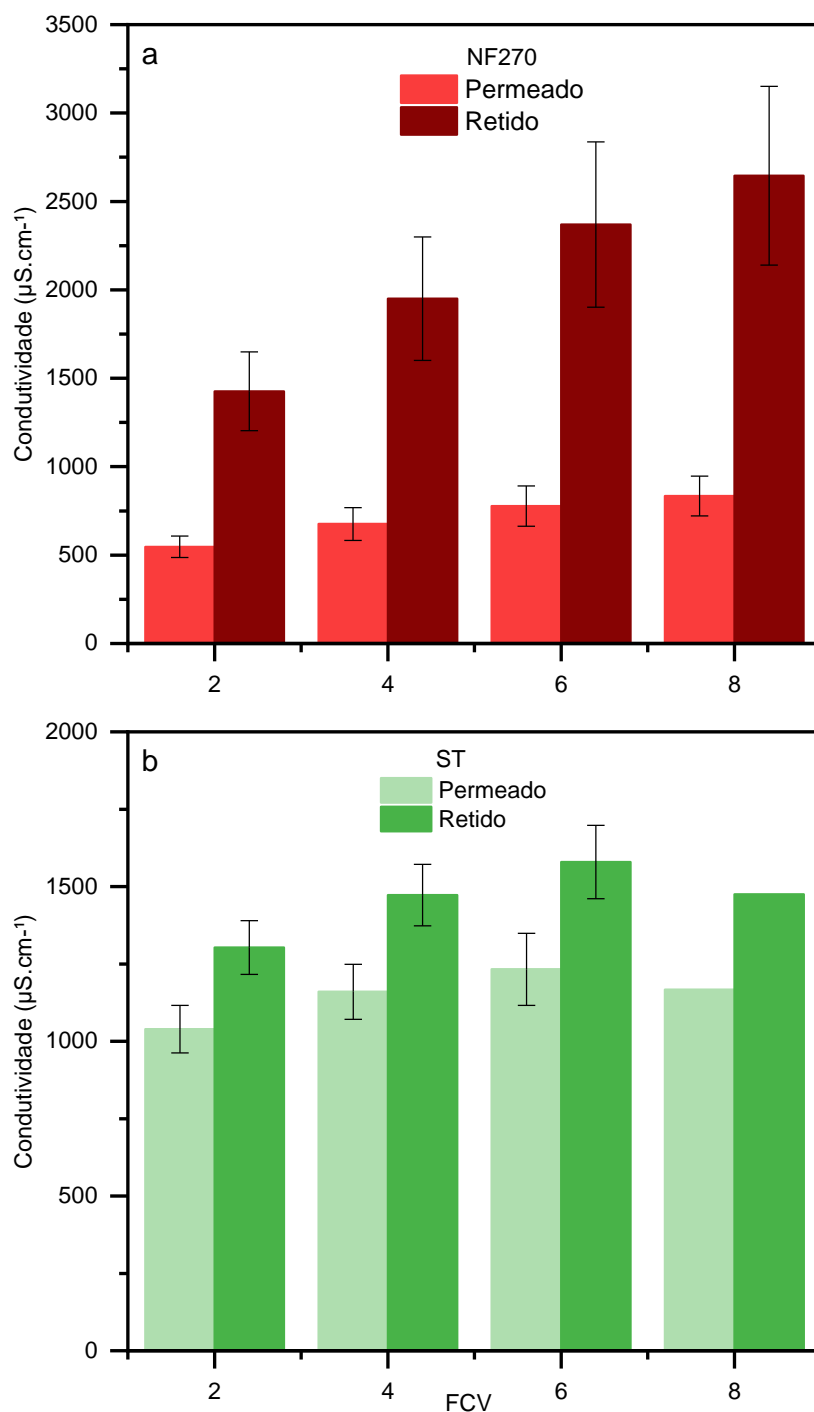 a
NF270
Permeado
Retido
Condutividade (µS.cm-¹)
3500
3000
2500
2000
1500
1000
500
0
2 4 6 8
b
ST
Permeado
Retido
Condutividade (µS.cm-¹)
2000
1500
1000
500
0
2 4 6 8
FCV